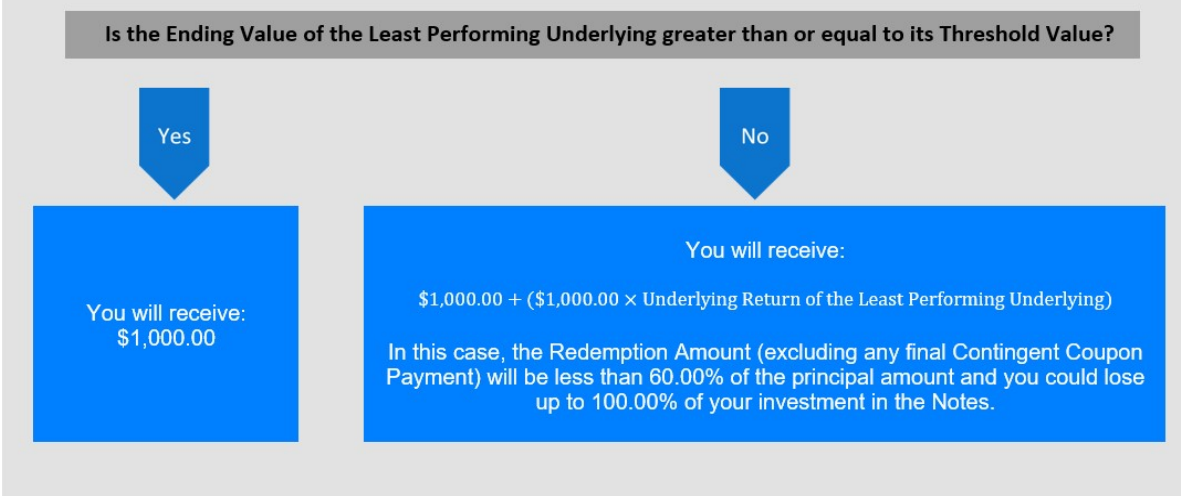 Is the Ending Value of the Least Performing Underlying greater than or equal to its Threshold Value?
Yes
No
You will receive:
$1,000.00
You will receive:
$1,000.00 + ($1,000.00 × Underlying Return of the Least Performing Underlying)
In this case, the Redemption Amount (excluding any final Contingent Coupon
Payment) will be less than 60.00% of the principal amount and you could lose
up to 100.00% of your investment in the Notes.